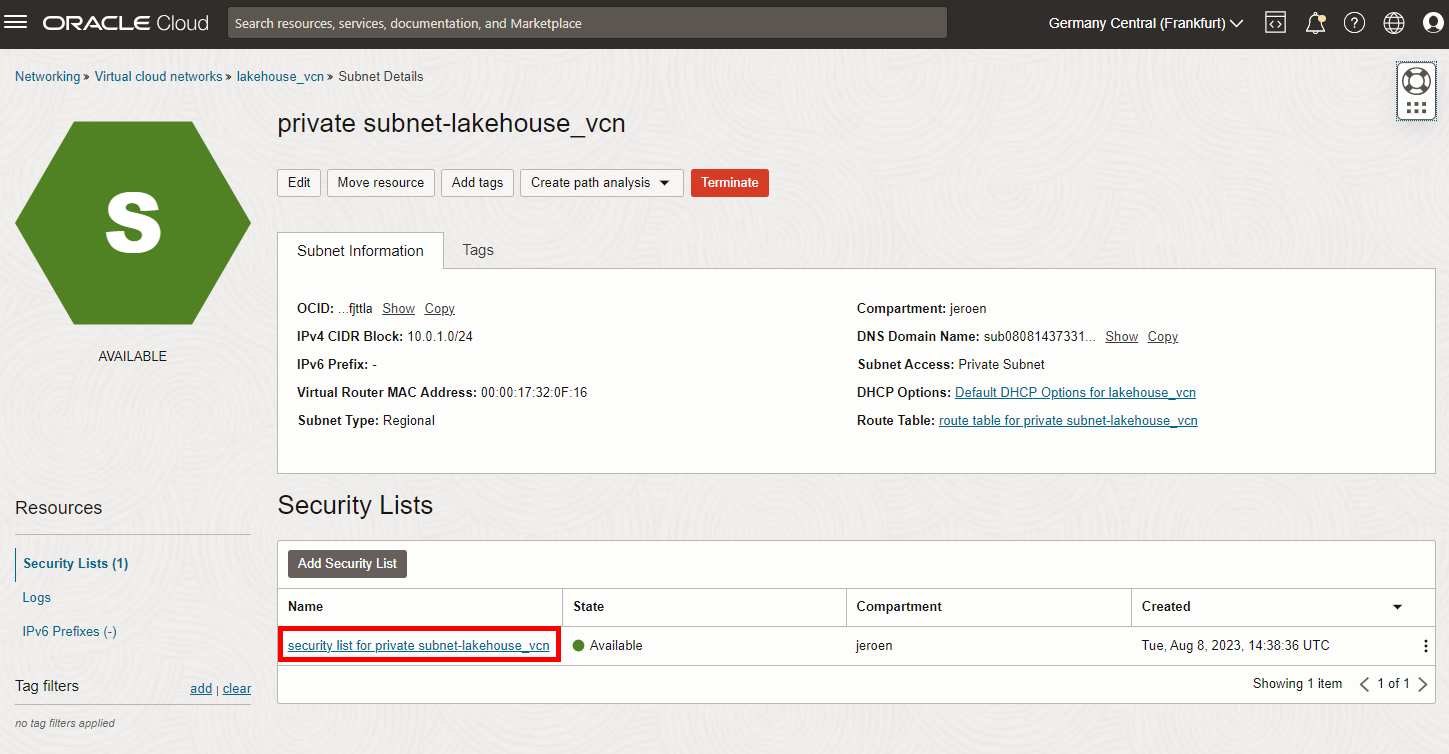 ORACLE Cloud Search resources, services, documentation, and Marketplace Germany Central (Frankfurt)
Networking » Virtual cloud networks » lakehouse_vcn » Subnet Details
private subnet-lakehouse_vcn
Edit Move resource Add tags Create path analysis Terminate
S
AVAILABLE
Subnet Information Tags
OCID: ...fjttla Show Copy
IPv4 CIDR Block: 10.0.1.0/24
IPv6 Prefix: -
Virtual Router MAC Address: 00:00:17:32:0F:16
Subnet Type: Regional
Compartment: jeroen
DNS Domain Name: sub08081437331... Show Copy
Subnet Access: Private Subnet
DHCP Options: Default DHCP Options for lakehouse_vcn
Route Table: route table for private subnet-lakehouse_vcn
Resources
Security Lists (1)
Logs
IPv6 Prefixes (-)
Tag filters add | clear
no tag filters applied
Security Lists
Add Security List
Name State Compartment Created
security list for private subnet-lakehouse_vcn Available jeroen Tue, Aug 8, 2023, 14:38:36 UTC
Showing 1 item < 1 of 1 >